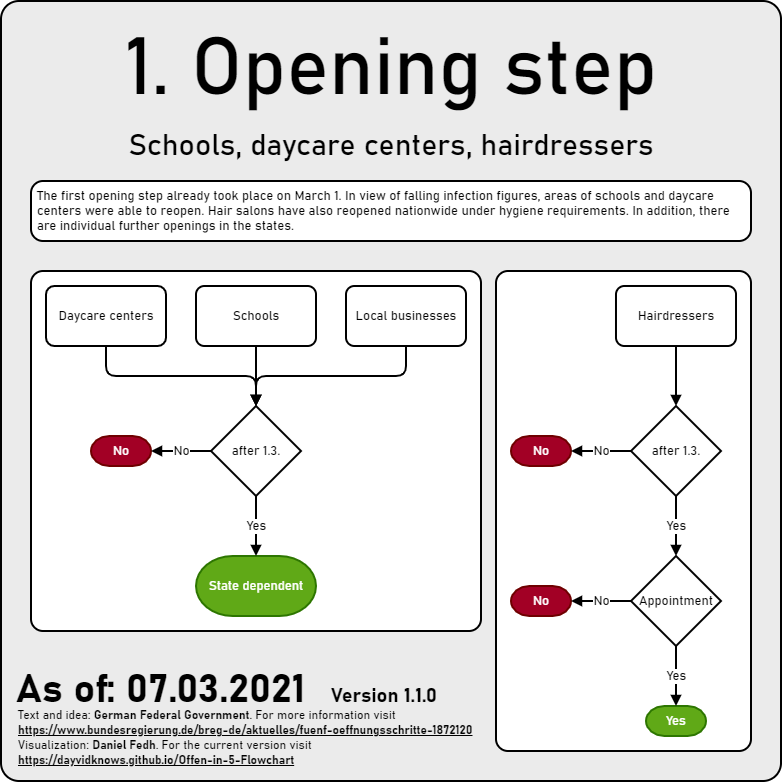 1. Opening step
Schools, daycare centers, hairdressers
The first opening step already took place on March 1. In view of falling infection figures, areas of schools and daycare
centers were able to reopen. Hair salons have also reopened nationwide under hygiene requirements. In addition, there
are individual further openings in the states.
Daycare centers
Schools
Local businesses
after 1.3.
No
No
Yes
State dependent
Hairdressers
after 1.3.
No
No
Yes
Appointment
No
No
Yes
Yes
As of: 07.03.2021 Version 1.1.0
Text and idea: German Federal Government. For more information visit
https://www.bundesregierung.de/breg-de/aktuelles/fuenf-oeffnungsschritte-1872120
Visualization: Daniel Fedh. For the current version visit
https://dayvidknows.github.io/Offen-in-5-Flowchart